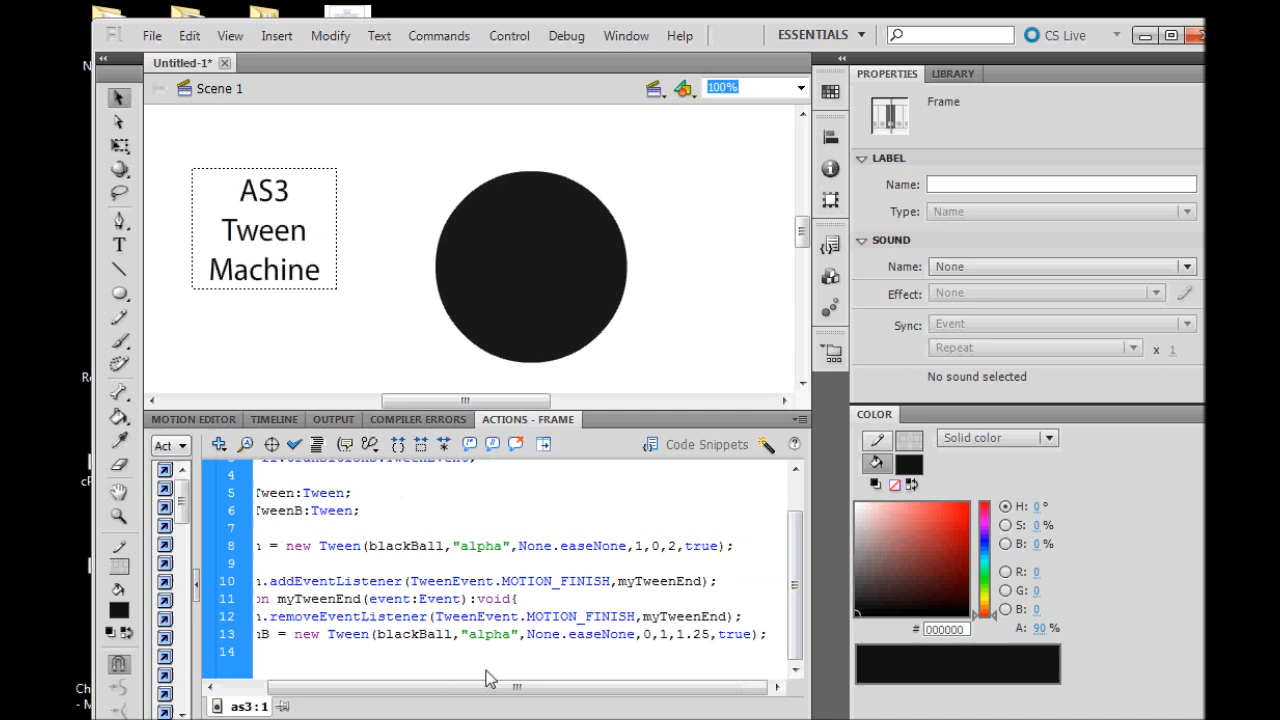 Fl File Edit View Insert Modify Text Commands Control Debug Window Help ESSENTIALS CS Live
Untitled-1*
Scene 1
100%
AS3
Tween
Machine
MOTION EDITOR TIMELINE OUTPUT COMPILER ERRORS ACTIONS - FRAME
Act
Code Snippets
4
5 Tween:Tween;
6 TweenB:Tween;
7
8 = new Tween(blackBall,"alpha",None.easeNone,1,0,2,true);
9
10 .addEventListener(TweenEvent.MOTION_FINISH,myTweenEnd);
11 on myTweenEnd(event:Event):void{
12 .removeEventListener(TweenEvent.MOTION_FINISH,myTweenEnd);
13 nB = new Tween(blackBall,"alpha",None.easeNone,0,1,1.25,true);
14
as3:1
PROPERTIES LIBRARY
Frame
LABEL
Name:
Type: Name
SOUND
Name: None
Effect: None
Sync: Event
Repeat x 1
No sound selected
COLOR
Solid color
H: 0 °
S: 0 %
B: 0 %
R: 0
G: 0
B: 0
# 000000 A: 90 %